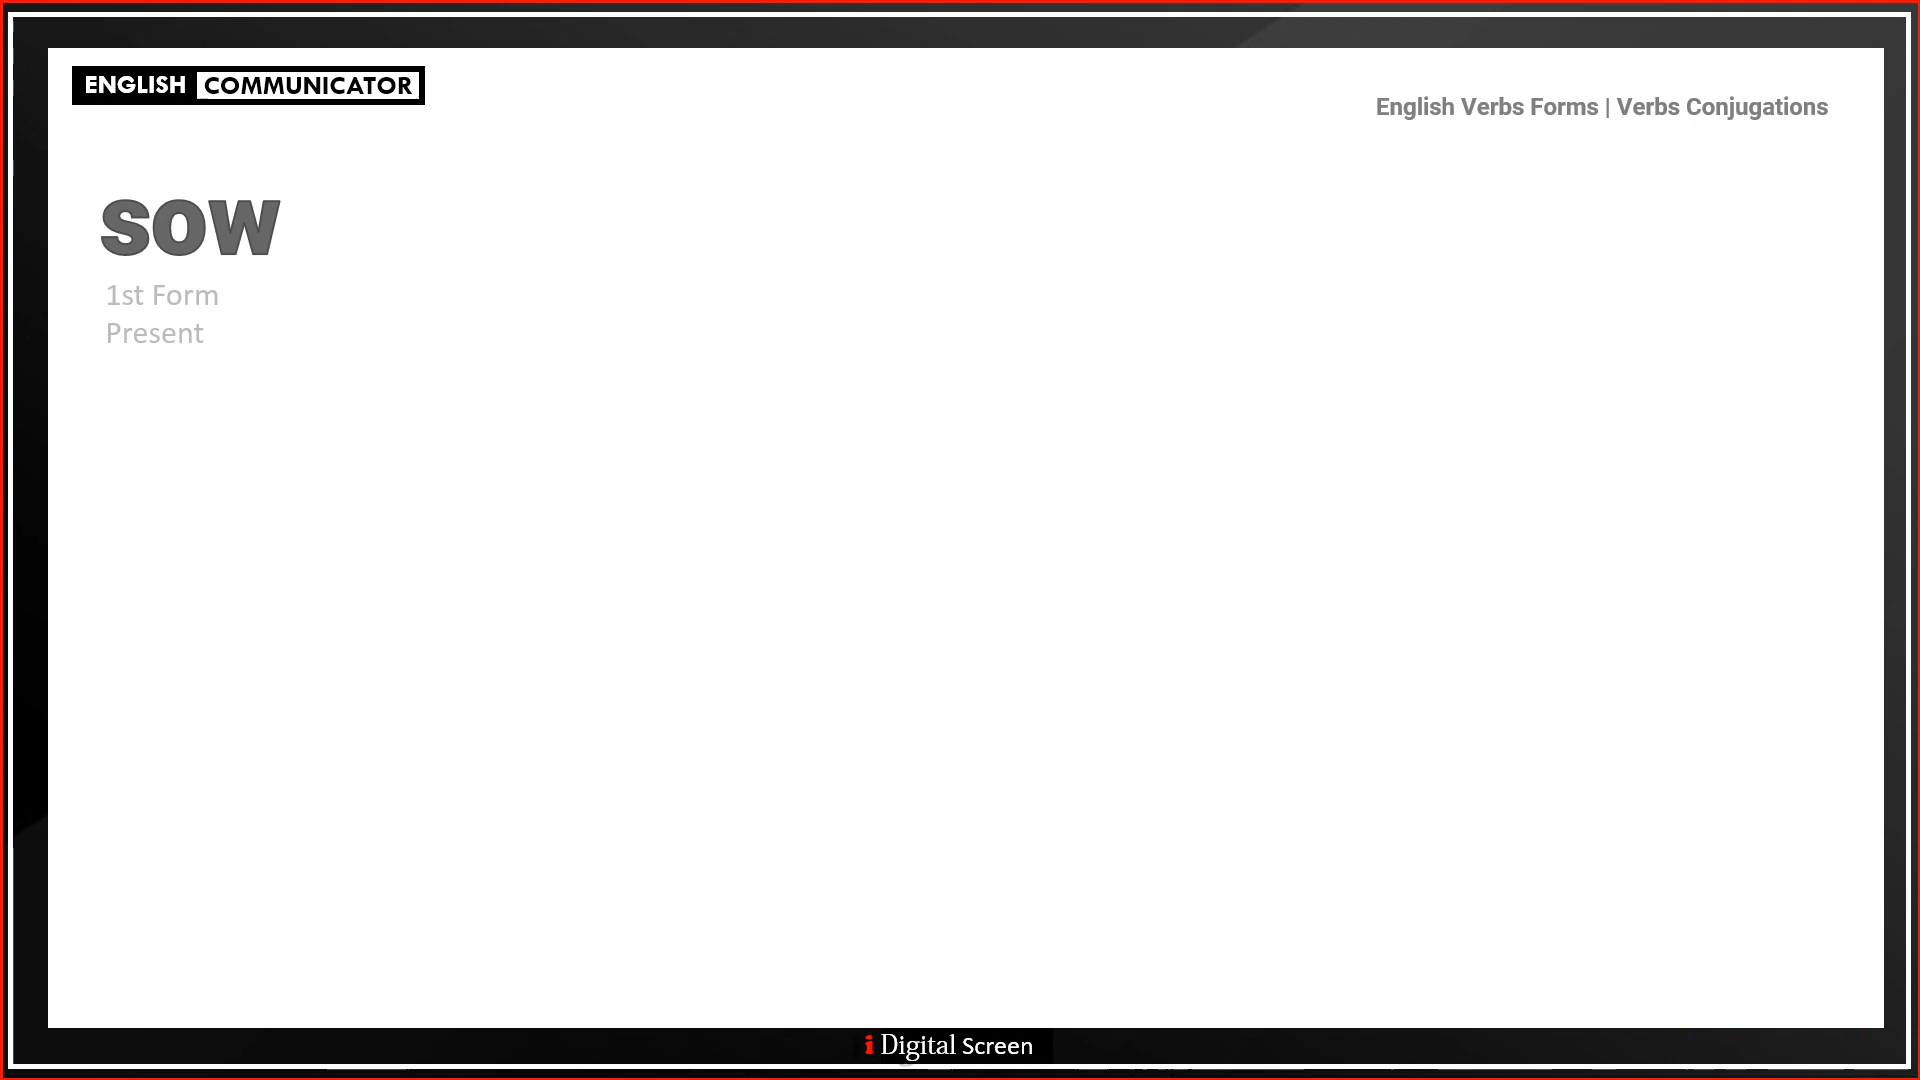 ENGLISH COMMUNICATOR
English Verbs Forms | Verbs Conjugations
sow
1st Form
Present
i Digital Screen